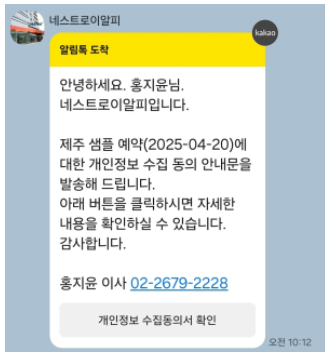 네스트로이알피
kakao
알림톡 도착
안녕하세요. 홍지윤님.
네스트로이알피입니다.
제주 샘플 예약(2025-04-20)에
대한 개인정보 수집 동의 안내문을
발송해 드립니다.
아래 버튼을 클릭하시면 자세한
내용을 확인하실 수 있습니다.
감사합니다.
홍지윤 이사 02-2679-2228
개인정보 수집동의서 확인
오전 10:12